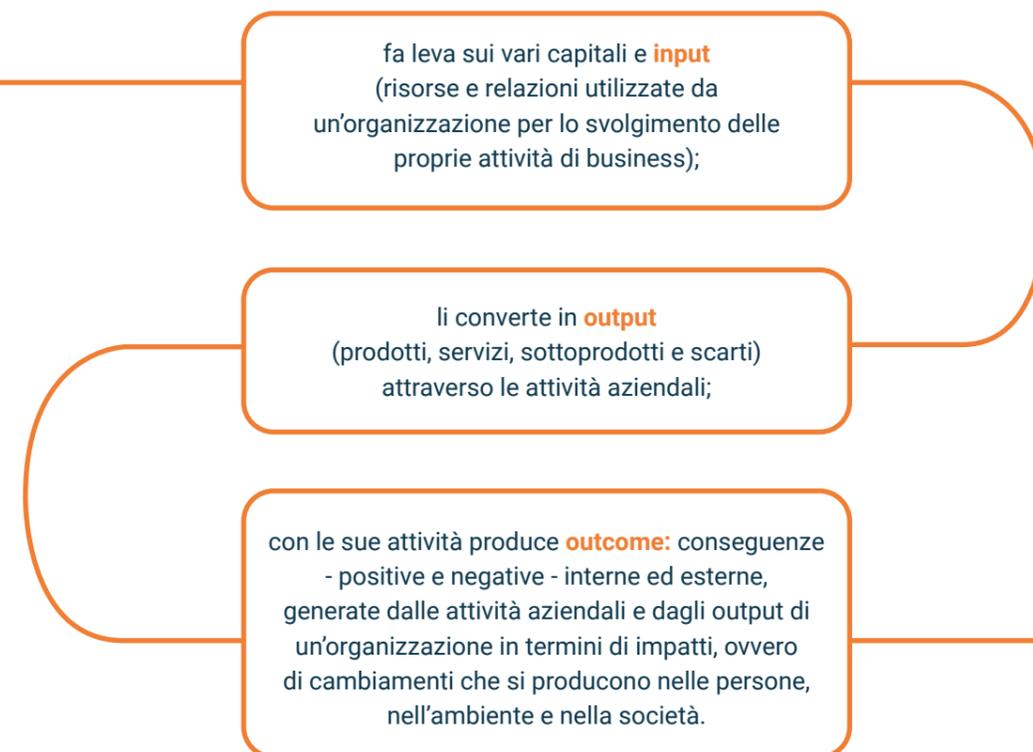 fa leva sui vari capitali e input
(risorse e relazioni utilizzate da
un’organizzazione per lo svolgimento delle
proprie attività di business);
li converte in output
(prodotti, servizi, sottoprodotti e scarti)
attraverso le attività aziendali;
con le sue attività produce outcome: conseguenze
- positive e negative - interne ed esterne,
generate dalle attività aziendali e dagli output di
un’organizzazione in termini di impatti, ovvero
di cambiamenti che si producono nelle persone,
nell’ambiente e nella società.